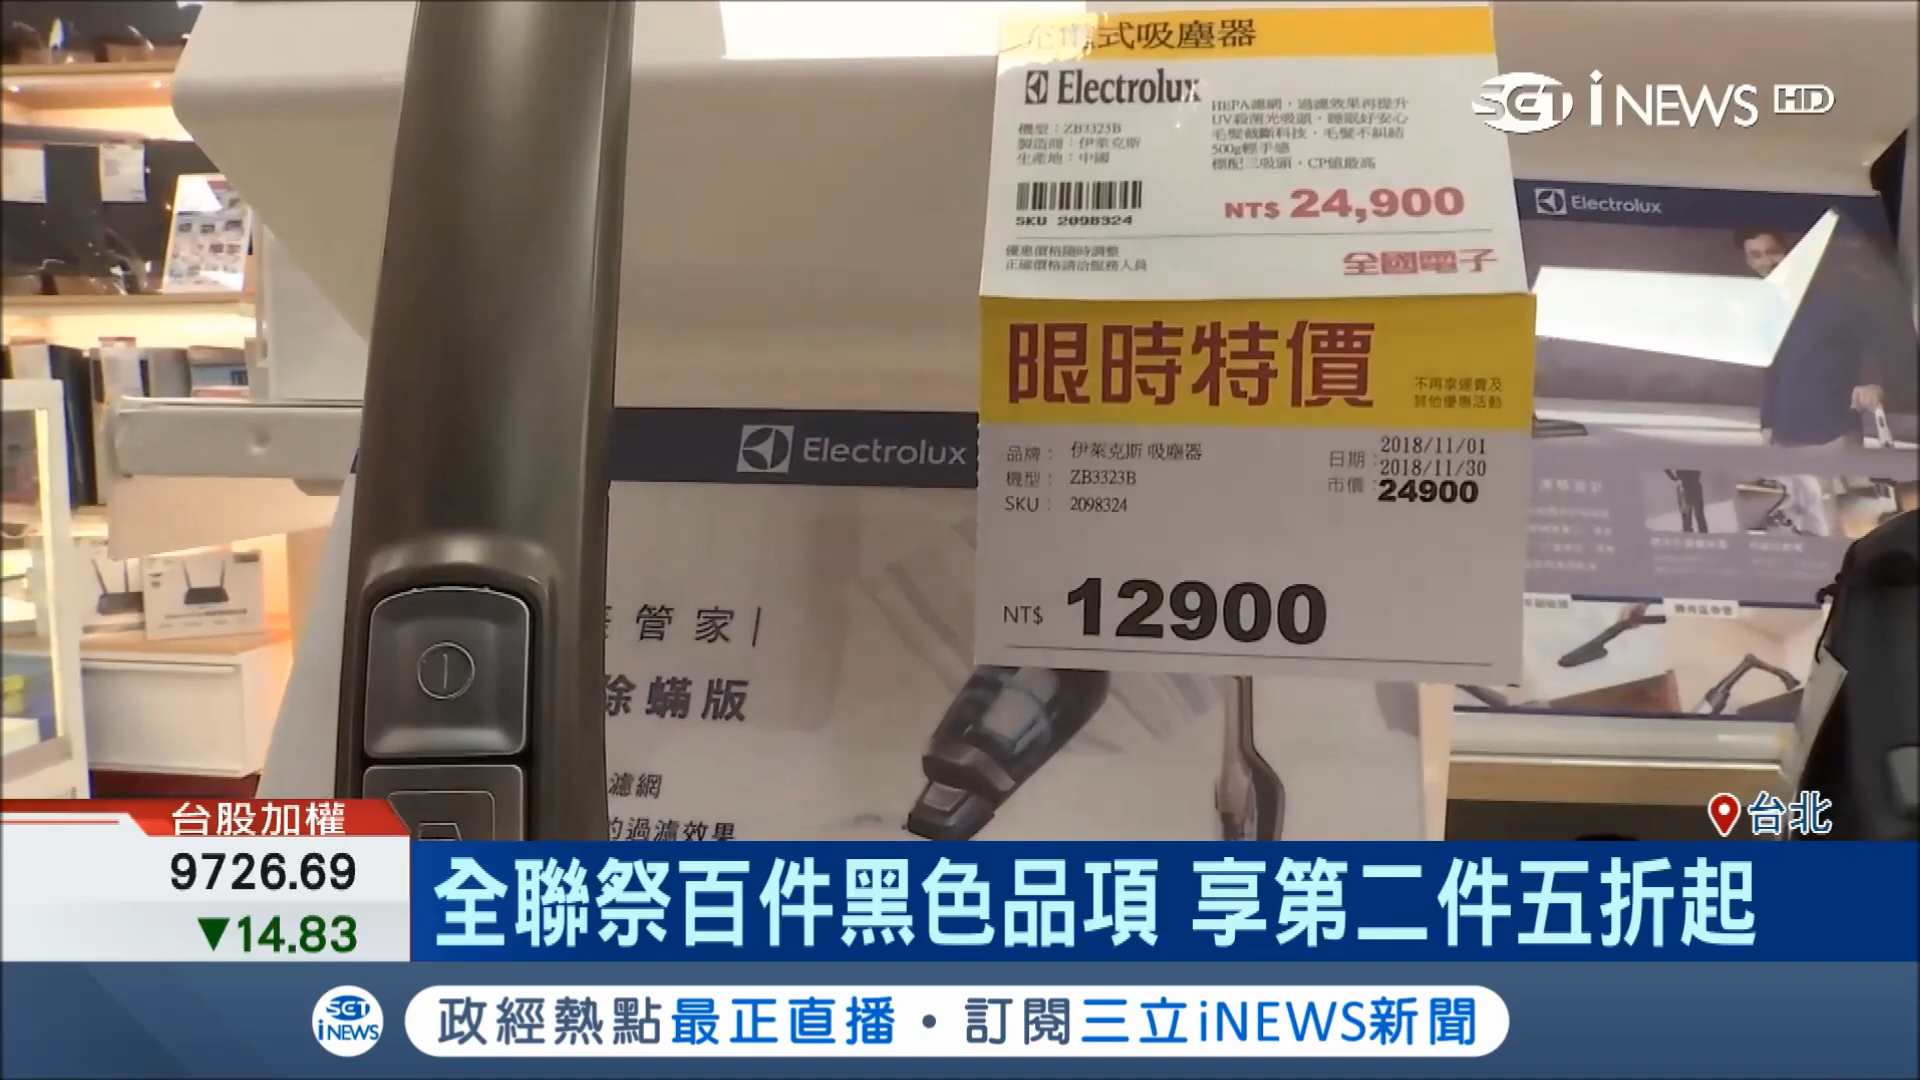 充電式吸塵器
Electrolux
機型：ZB3323B
製造商：伊萊克斯
生產地：中國
HEPA濾網，過濾效果再提升
UV殺菌光吸頭，睡眠好安心
毛髮截斷科技，毛髮不糾結
500g輕手感
標配二吸頭，CP值最高
SKU 2098324
NT$ 24,900
優惠價格隨時調整
正確價格請洽服務人員
全國電子
SET iNEWS HD
Electrolux
限時特價
不再享運費及
其他優惠活動
Electrolux
品牌： 伊萊克斯 吸塵器
機型： ZB3323B
SKU： 2098324
日期： 2018/11/01
2018/11/30
市價： 24900
NT$ 12900
管家|
除蟎版
濾網
的過濾效果
台北
台股加權
9726.69
▼14.83
全聯祭百件黑色品項 享第二件五折起
SET iNEWS
政經熱點最正直播・訂閱三立iNEWS新聞